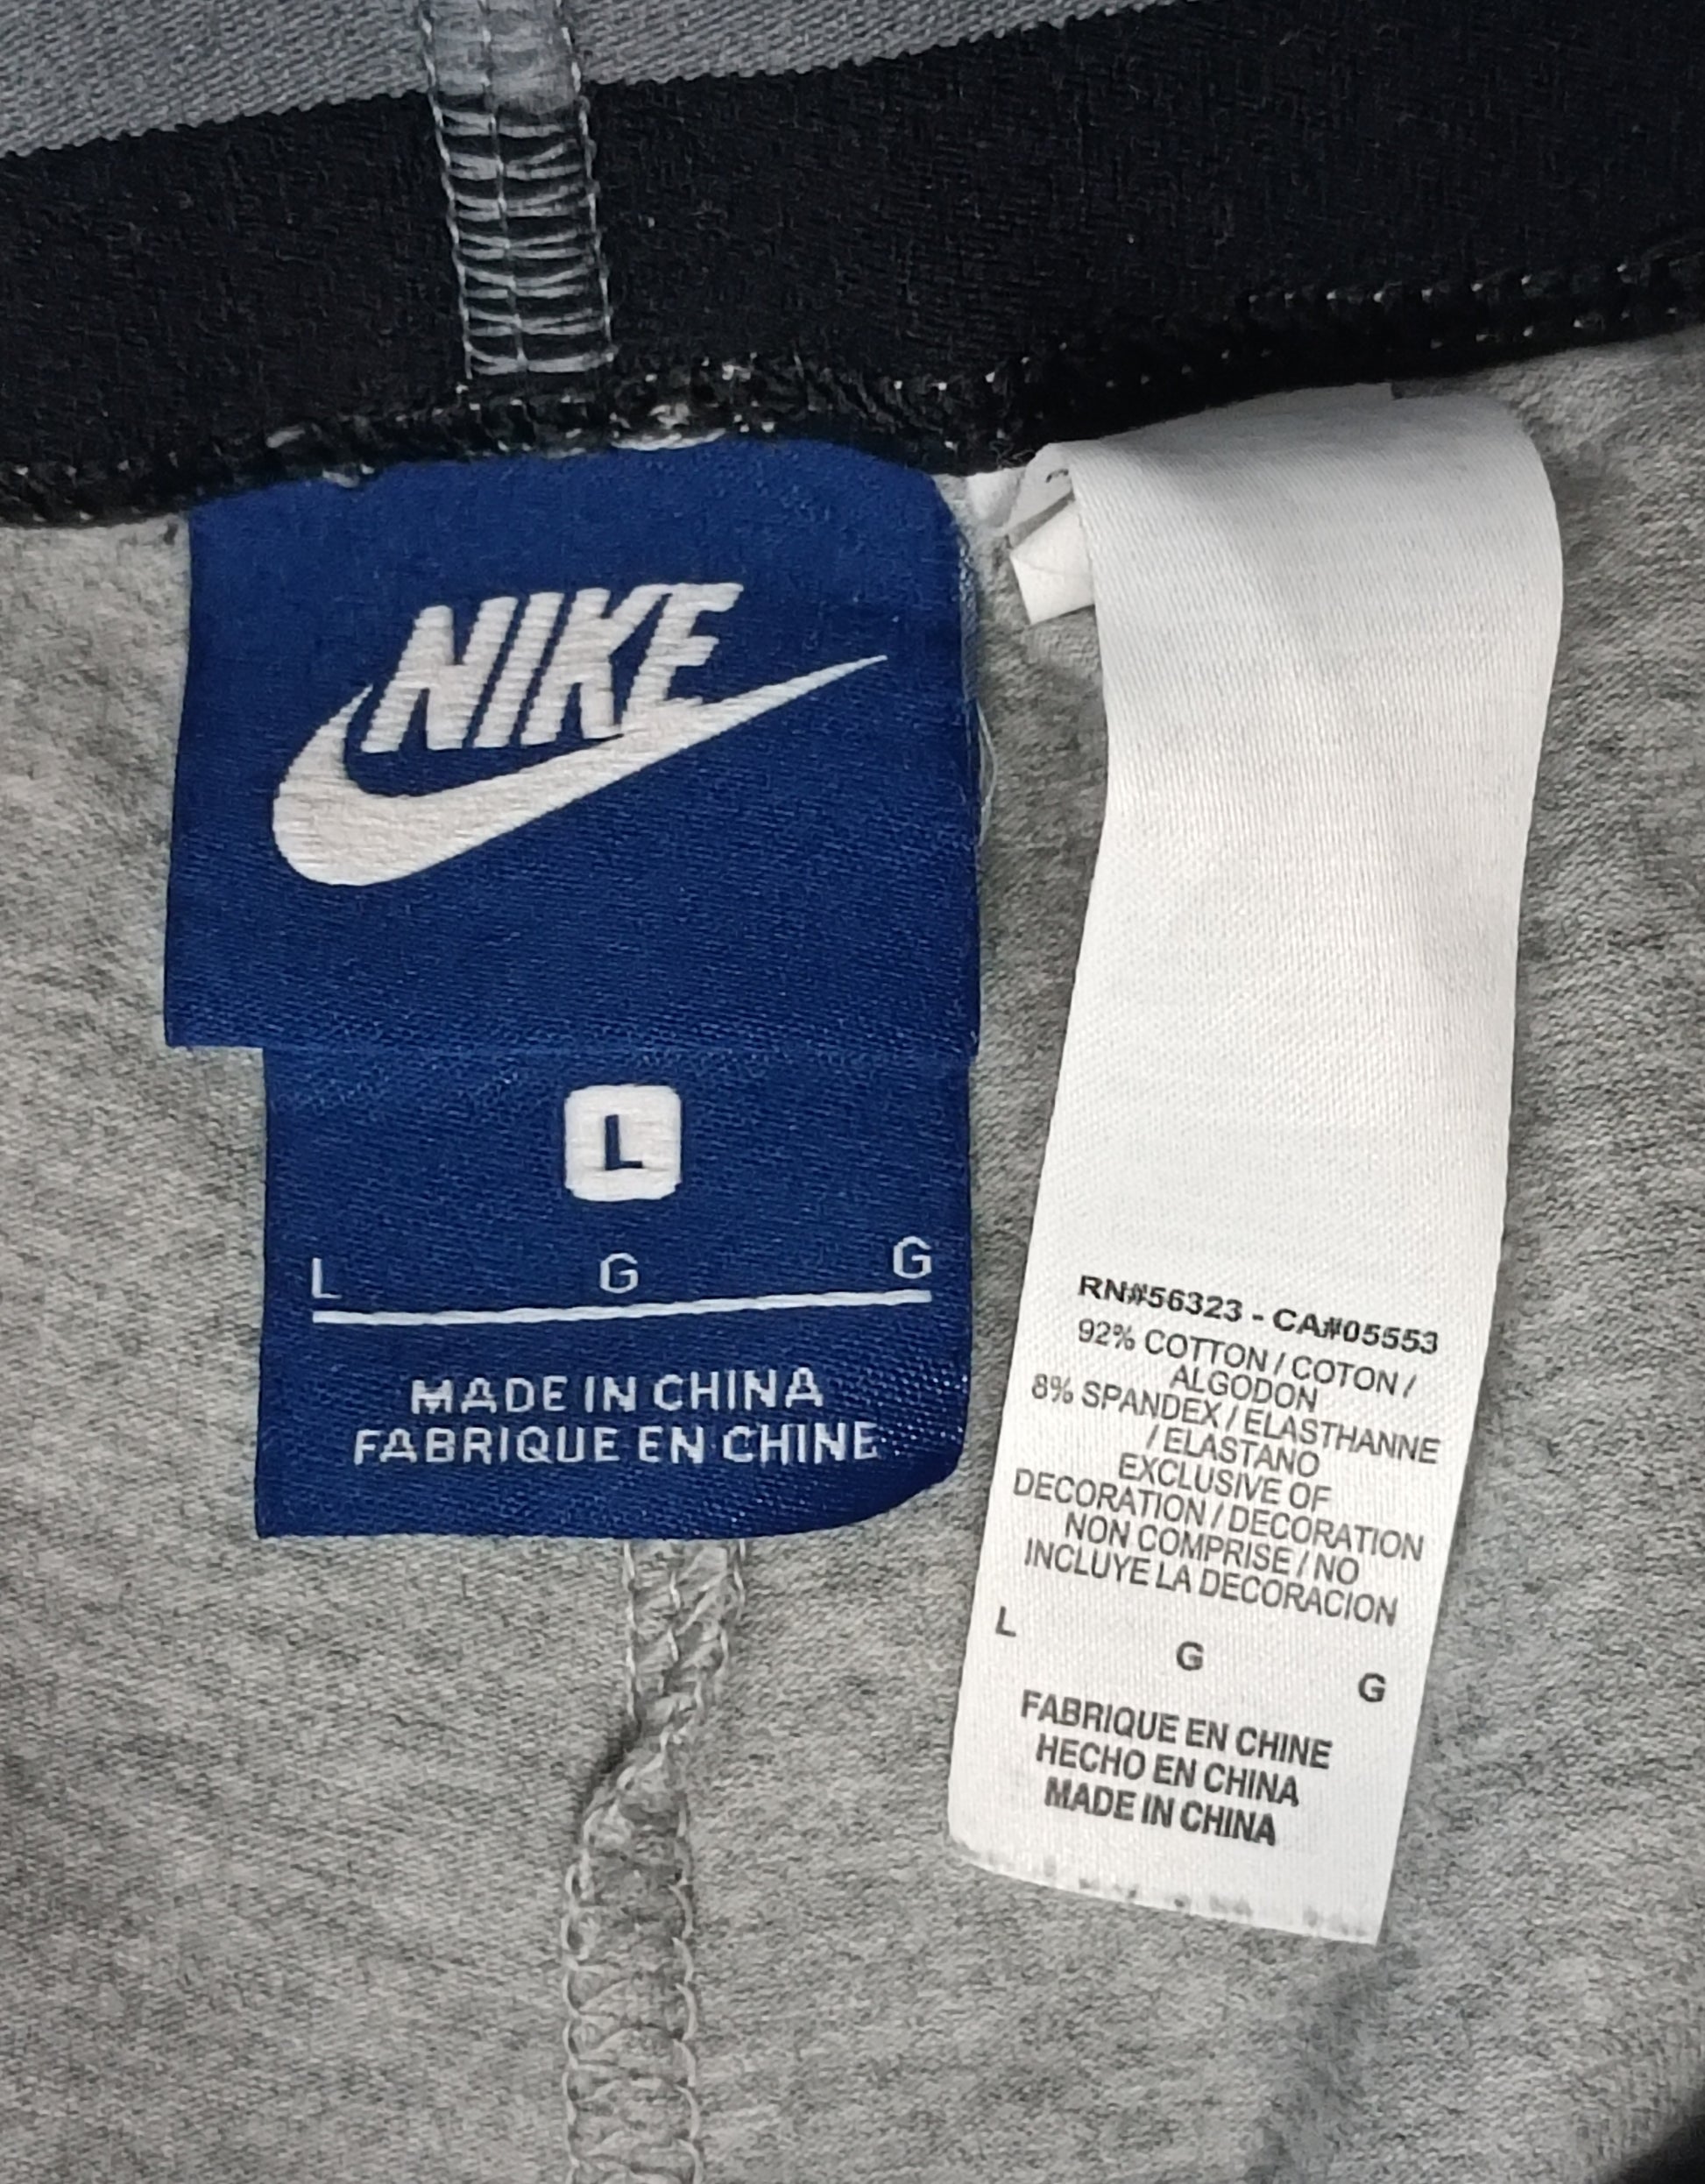 NIKE
L
L G G
MADE IN CHINA
FABRIQUE EN CHINE
RN#56323 - CA#05553
92% COTTON / COTON /
ALGODON
8% SPANDEX / ELASTHANNE
/ ELASTANO
EXCLUSIVE OF
DECORATION / DECORATION
NON COMPRISE / NO
INCLUYE LA DECORACION
L G G
FABRIQUE EN CHINE
HECHO EN CHINA
MADE IN CHINA